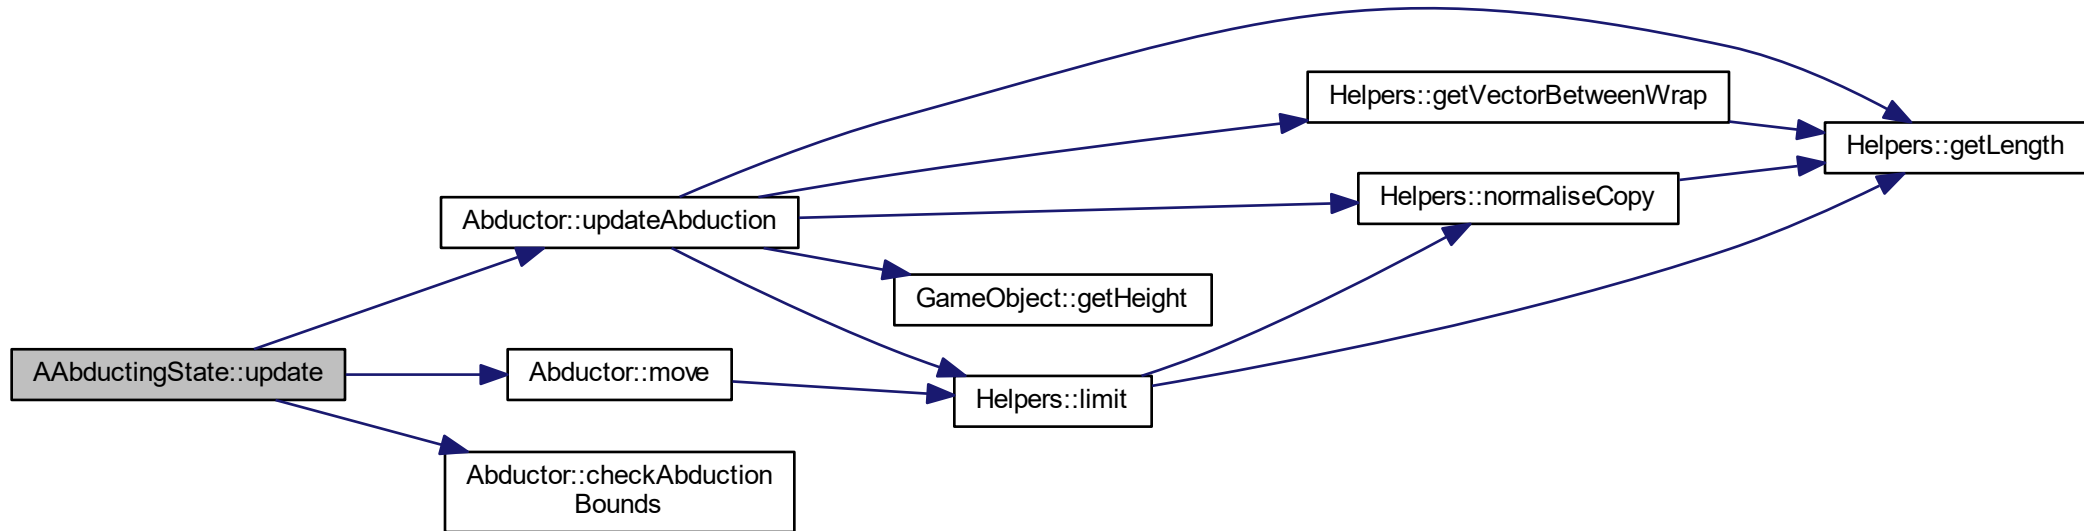 AAbductingState::update
Abductor::updateAbduction
Abductor::move
Abductor::checkAbduction
Bounds
GameObject::getHeight
Helpers::limit
Helpers::getVectorBetweenWrap
Helpers::normaliseCopy
Helpers::getLength